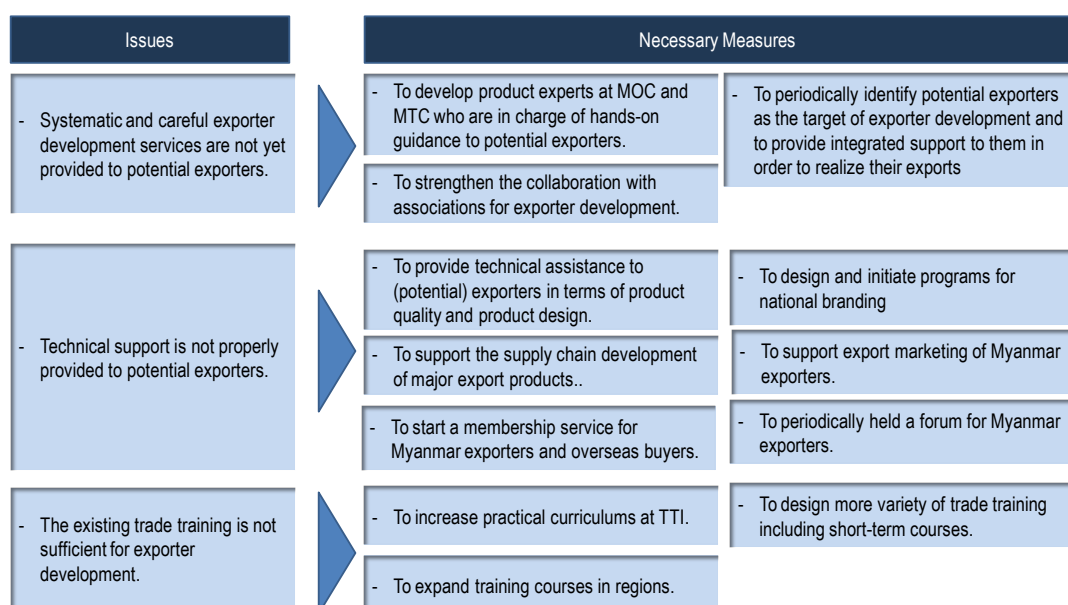 Issues
Necessary Measures
- Systematic and careful exporter
development services are not yet
provided to potential exporters.
- To develop product experts at MOC and
MTC who are in charge of hands-on
guidance to potential exporters.
- To strengthen the collaboration with
associations for exporter development.
- To periodically identify potential exporters
as the target of exporter development and
to provide integrated support to them in
order to realize their exports
- Technical support is not properly
provided to potential exporters.
- To provide technical assistance to
(potential) exporters in terms of product
quality and product design.
- To support the supply chain development
of major export products..
- To start a membership service for
Myanmar exporters and overseas buyers.
- To design and initiate programs for
national branding
- To support export marketing of Myanmar
exporters.
- To periodically held a forum for Myanmar
exporters.
- The existing trade training is not
sufficient for exporter
development.
- To increase practical curriculums at TTI.
- To expand training courses in regions.
- To design more variety of trade training
including short-term courses.